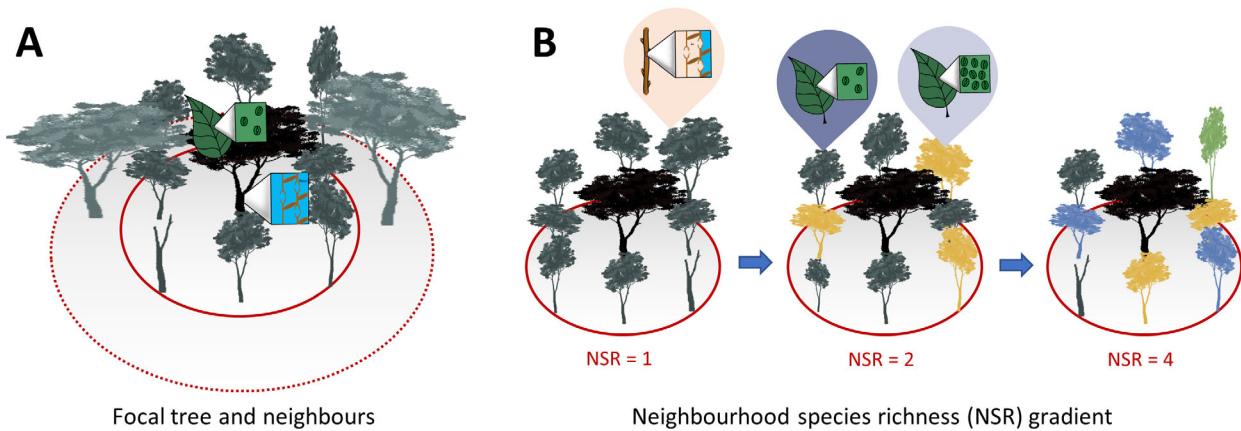 A
B
NSR = 1
NSR = 2
NSR = 4
Focal tree and neighbours
Neighbourhood species richness (NSR) gradient